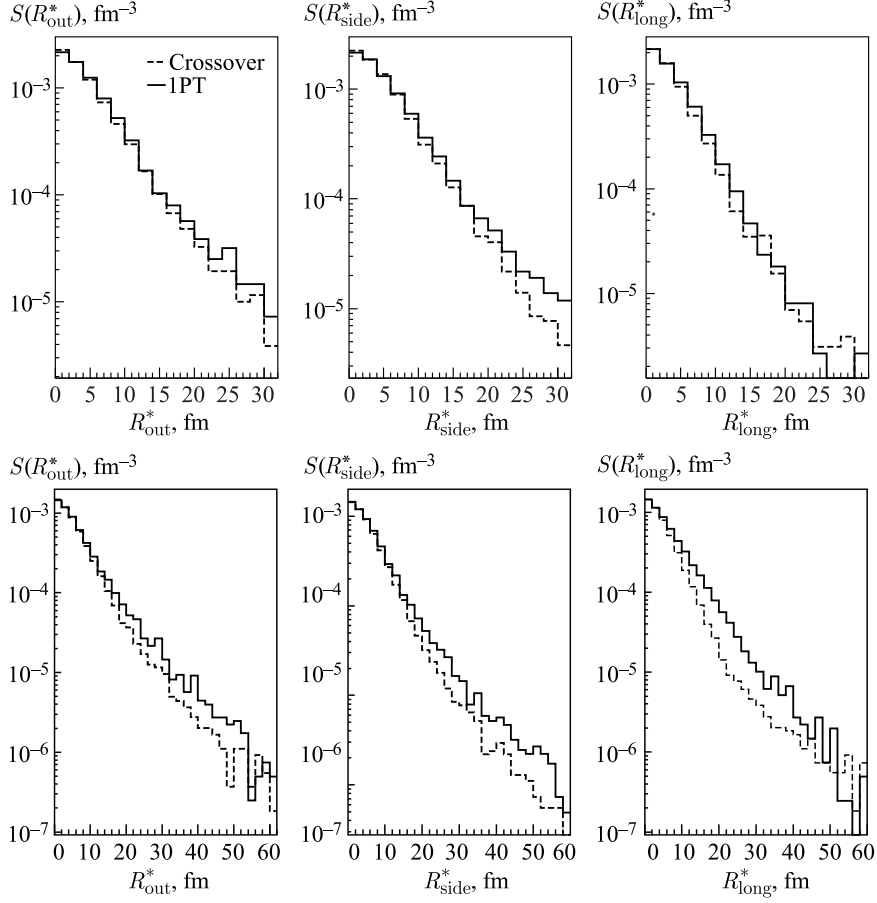 S(R*out), fm−3 S(R*side), fm−3 S(R*long), fm−3
Crossover
1PT
10−3 10−3 10−3
10−4 10−4 10−4
10−5 10−5 10−5
0 5 10 15 20 25 30 0 5 10 15 20 25 30 0 5 10 15 20 25 30
R*out, fm R*side, fm R*long, fm
S(R*out), fm−3 S(R*side), fm−3 S(R*long), fm−3
10−3 10−3 10−3
10−4 10−4 10−4
10−5 10−5 10−5
10−6 10−6 10−6
10−7 10−7 10−7
0 10 20 30 40 50 60 0 10 20 30 40 50 60 0 10 20 30 40 50 60
R*out, fm R*side, fm R*long, fm